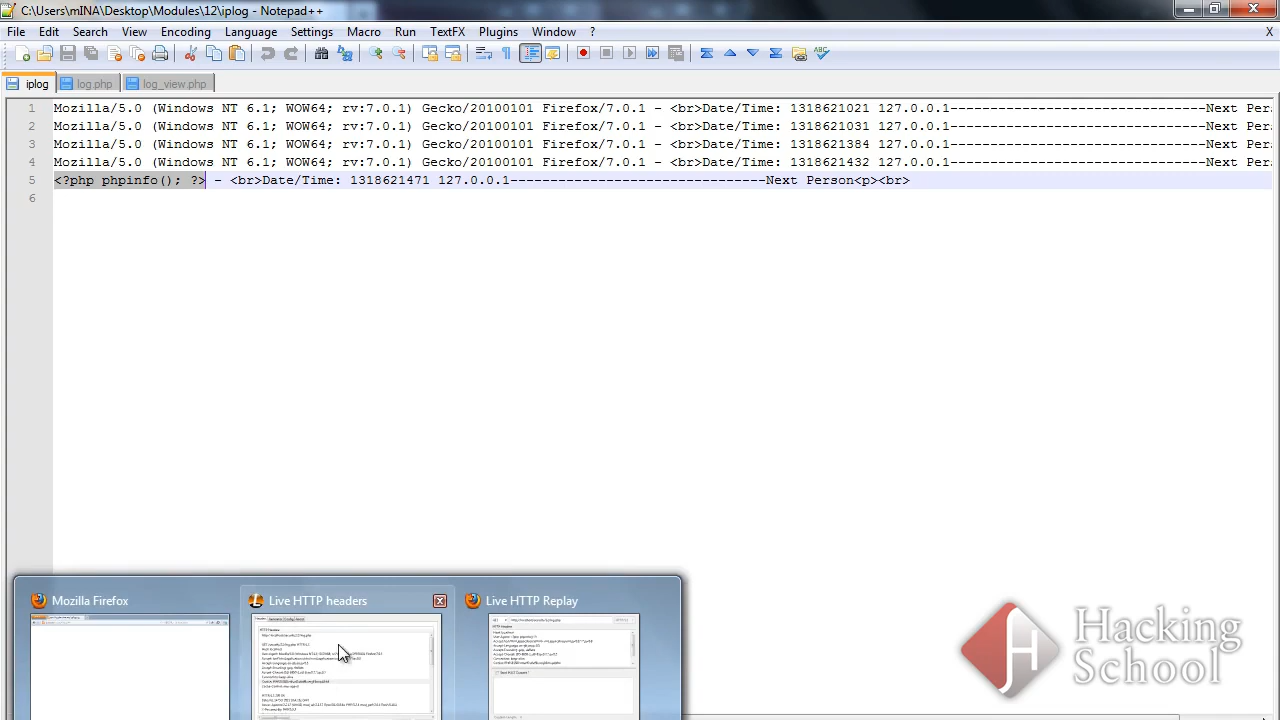 C:\Users\mINA\Desktop\Modules\12\iplog - Notepad++
File Edit Search View Encoding Language Settings Macro Run TextFX Plugins Window ? X
iplog log.php log_view.php
1 Mozilla/5.0 (Windows NT 6.1; WOW64; rv:7.0.1) Gecko/20100101 Firefox/7.0.1 - <br>Date/Time: 1318621021 127.0.0.1--------------------------------Next Per
2 Mozilla/5.0 (Windows NT 6.1; WOW64; rv:7.0.1) Gecko/20100101 Firefox/7.0.1 - <br>Date/Time: 1318621031 127.0.0.1--------------------------------Next Per
3 Mozilla/5.0 (Windows NT 6.1; WOW64; rv:7.0.1) Gecko/20100101 Firefox/7.0.1 - <br>Date/Time: 1318621384 127.0.0.1--------------------------------Next Per
4 Mozilla/5.0 (Windows NT 6.1; WOW64; rv:7.0.1) Gecko/20100101 Firefox/7.0.1 - <br>Date/Time: 1318621432 127.0.0.1--------------------------------Next Per
5 <?php phpinfo(); ?> - <br>Date/Time: 1318621471 127.0.0.1--------------------------------Next Person<p><br>
6
Mozilla Firefox Live HTTP headers Live HTTP Replay
Hacking
School